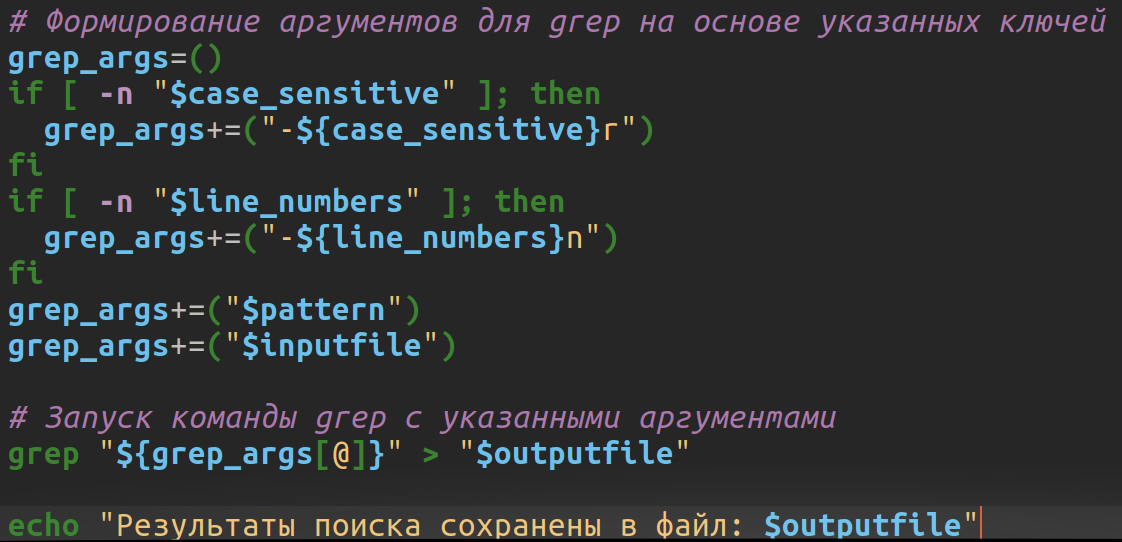 # Формирование аргументов для grep на основе указанных ключей
grep_args=()
if [ -n "$case_sensitive" ]; then
  grep_args+=("-${case_sensitive}r")
fi
if [ -n "$line_numbers" ]; then
  grep_args+=("-${line_numbers}n")
fi
grep_args+=("$pattern")
grep_args+=("$inputfile")

# Запуск команды grep с указанными аргументами
grep "${grep_args[@]}" > "$outputfile"

echo "Результаты поиска сохранены в файл: $outputfile"